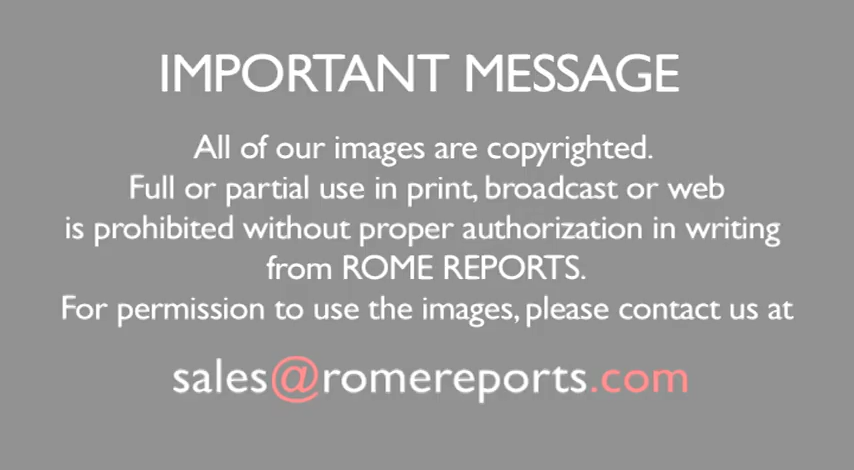 IMPORTANT MESSAGE
All of our images are copyrighted.
Full or partial use in print, broadcast or web
is prohibited without proper authorization in writing
from ROME REPORTS.
For permission to use the images, please contact us at
sales@romereports.com